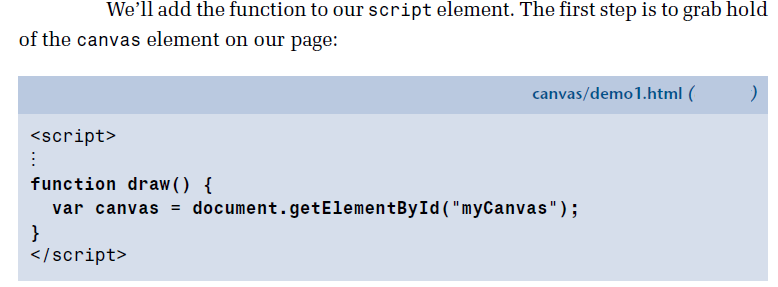 We’ll add the function to our script element. The first step is to grab hold
of the canvas element on our page:
canvas/demo1.html ( )
<script>
⋮
function draw() {
var canvas = document.getElementById("myCanvas");
}
</script>